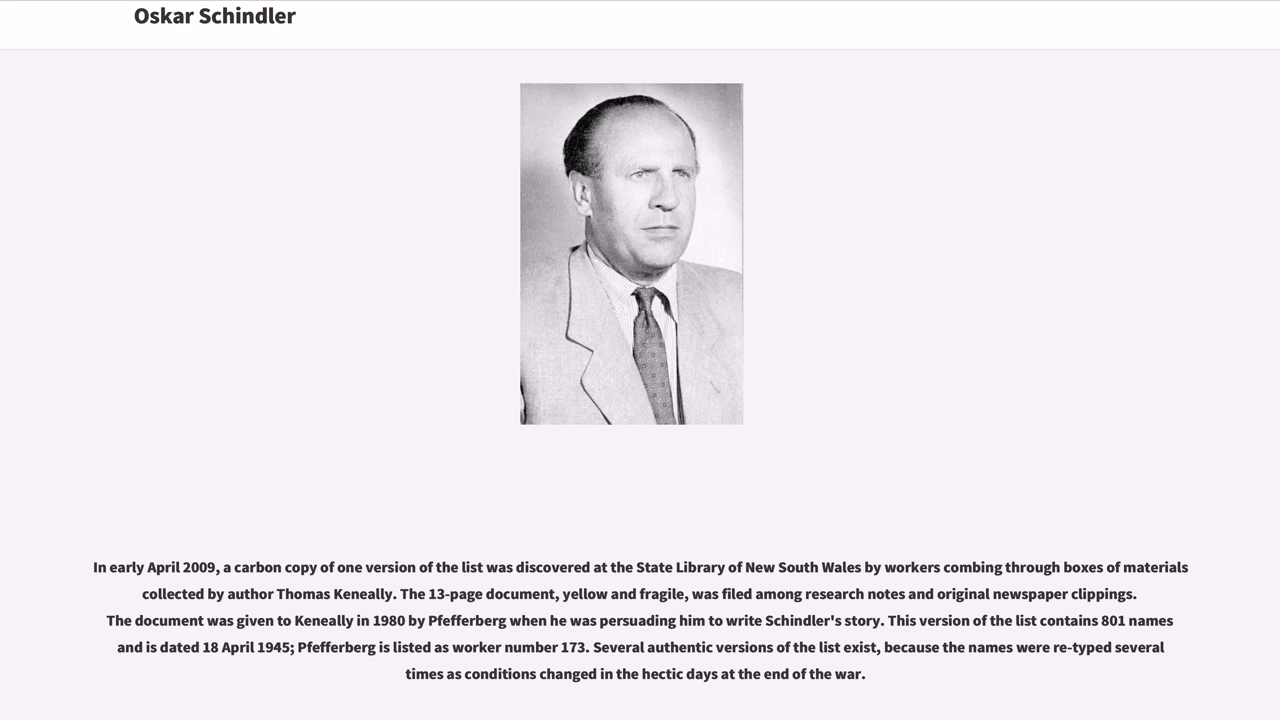 Oskar Schindler
In early April 2009, a carbon copy of one version of the list was discovered at the State Library of New South Wales by workers combing through boxes of materials
collected by author Thomas Keneally. The 13-page document, yellow and fragile, was filed among research notes and original newspaper clippings.
The document was given to Keneally in 1980 by Pfefferberg when he was persuading him to write Schindler's story. This version of the list contains 801 names
and is dated 18 April 1945; Pfefferberg is listed as worker number 173. Several authentic versions of the list exist, because the names were re-typed several
times as conditions changed in the hectic days at the end of the war.